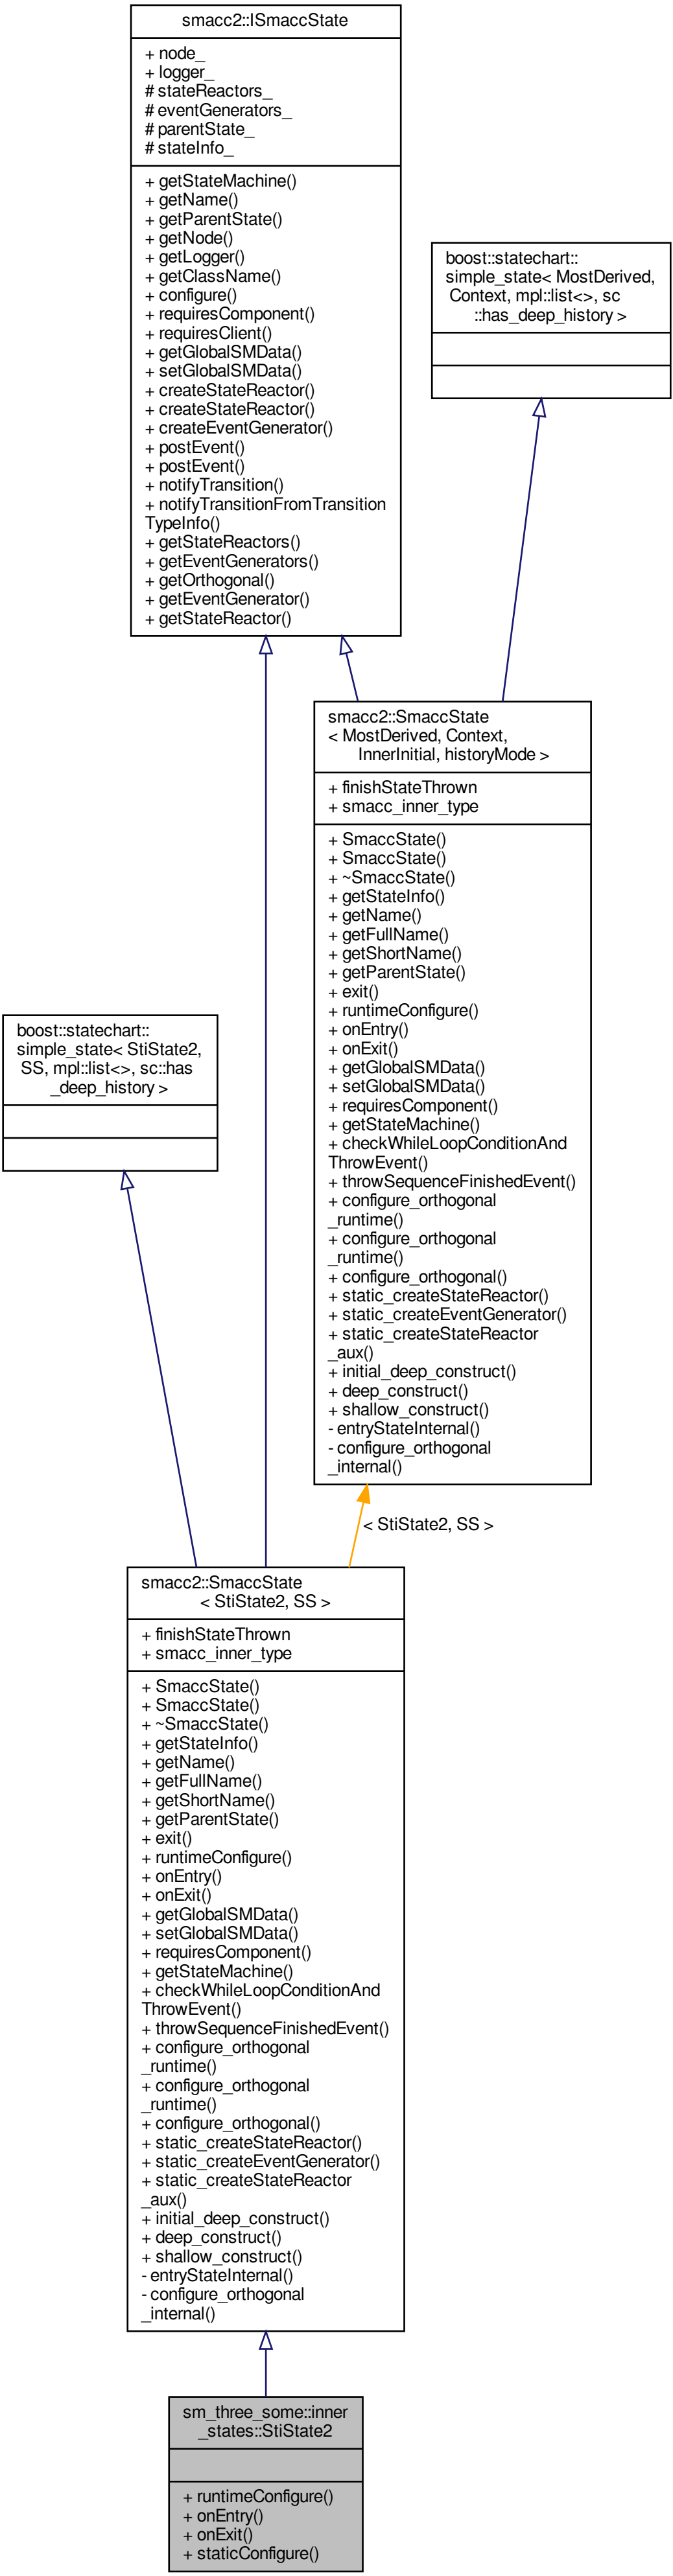 smacc2::ISmaccState
+ node_
+ logger_
# stateReactors_
# eventGenerators_
# parentState_
# stateInfo_
+ getStateMachine()
+ getName()
+ getParentState()
+ getNode()
+ getLogger()
+ getClassName()
+ configure()
+ requiresComponent()
+ requiresClient()
+ getGlobalSMData()
+ setGlobalSMData()
+ createStateReactor()
+ createStateReactor()
+ createEventGenerator()
+ postEvent()
+ postEvent()
+ notifyTransition()
+ notifyTransitionFromTransition
TypeInfo()
+ getStateReactors()
+ getEventGenerators()
+ getOrthogonal()
+ getEventGenerator()
+ getStateReactor()
boost::statechart::
simple_state< MostDerived,
Context, mpl::list<>, sc
::has_deep_history >
smacc2::SmaccState
< MostDerived, Context,
InnerInitial, historyMode >
+ finishStateThrown
+ smacc_inner_type
+ SmaccState()
+ SmaccState()
+ ~SmaccState()
+ getStateInfo()
+ getName()
+ getFullName()
+ getShortName()
+ getParentState()
+ exit()
+ runtimeConfigure()
+ onEntry()
+ onExit()
+ getGlobalSMData()
+ setGlobalSMData()
+ requiresComponent()
+ getStateMachine()
+ checkWhileLoopConditionAnd
ThrowEvent()
+ throwSequenceFinishedEvent()
+ configure_orthogonal
_runtime()
+ configure_orthogonal
_runtime()
+ configure_orthogonal()
+ static_createStateReactor()
+ static_createEventGenerator()
+ static_createStateReactor
_aux()
+ initial_deep_construct()
+ deep_construct()
+ shallow_construct()
- entryStateInternal()
- configure_orthogonal
_internal()
boost::statechart::
simple_state< StiState2,
SS, mpl::list<>, sc::has
_deep_history >
< StiState2, SS >
smacc2::SmaccState
< StiState2, SS >
+ finishStateThrown
+ smacc_inner_type
+ SmaccState()
+ SmaccState()
+ ~SmaccState()
+ getStateInfo()
+ getName()
+ getFullName()
+ getShortName()
+ getParentState()
+ exit()
+ runtimeConfigure()
+ onEntry()
+ onExit()
+ getGlobalSMData()
+ setGlobalSMData()
+ requiresComponent()
+ getStateMachine()
+ checkWhileLoopConditionAnd
ThrowEvent()
+ throwSequenceFinishedEvent()
+ configure_orthogonal
_runtime()
+ configure_orthogonal
_runtime()
+ configure_orthogonal()
+ static_createStateReactor()
+ static_createEventGenerator()
+ static_createStateReactor
_aux()
+ initial_deep_construct()
+ deep_construct()
+ shallow_construct()
- entryStateInternal()
- configure_orthogonal
_internal()
sm_three_some::inner
_states::StiState2
+ runtimeConfigure()
+ onEntry()
+ onExit()
+ staticConfigure()